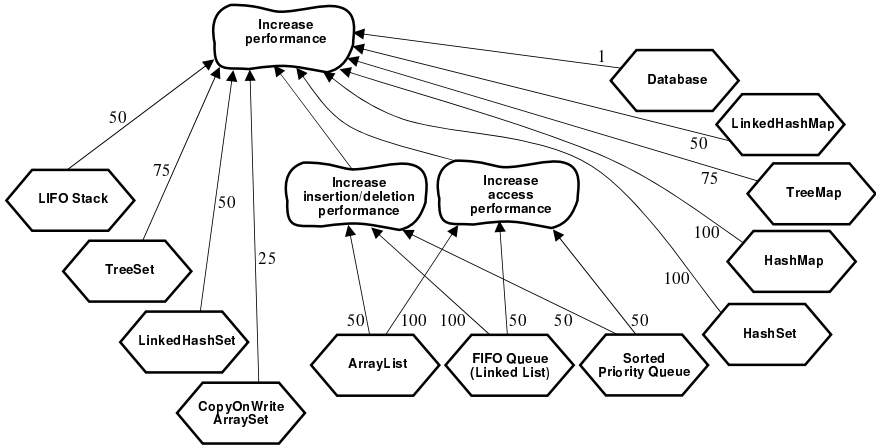 Increase
performance
1
Database
LinkedHashMap
50
50
75
TreeMap
75
LIFO Stack
Increase
insertion/deletion
performance
Increase
access
performance
50
100
HashMap
TreeSet
25
100
50
100
100
50
50
50
HashSet
LinkedHashSet
ArrayList
FIFO Queue
(Linked List)
Sorted
Priority Queue
CopyOnWrite
ArraySet